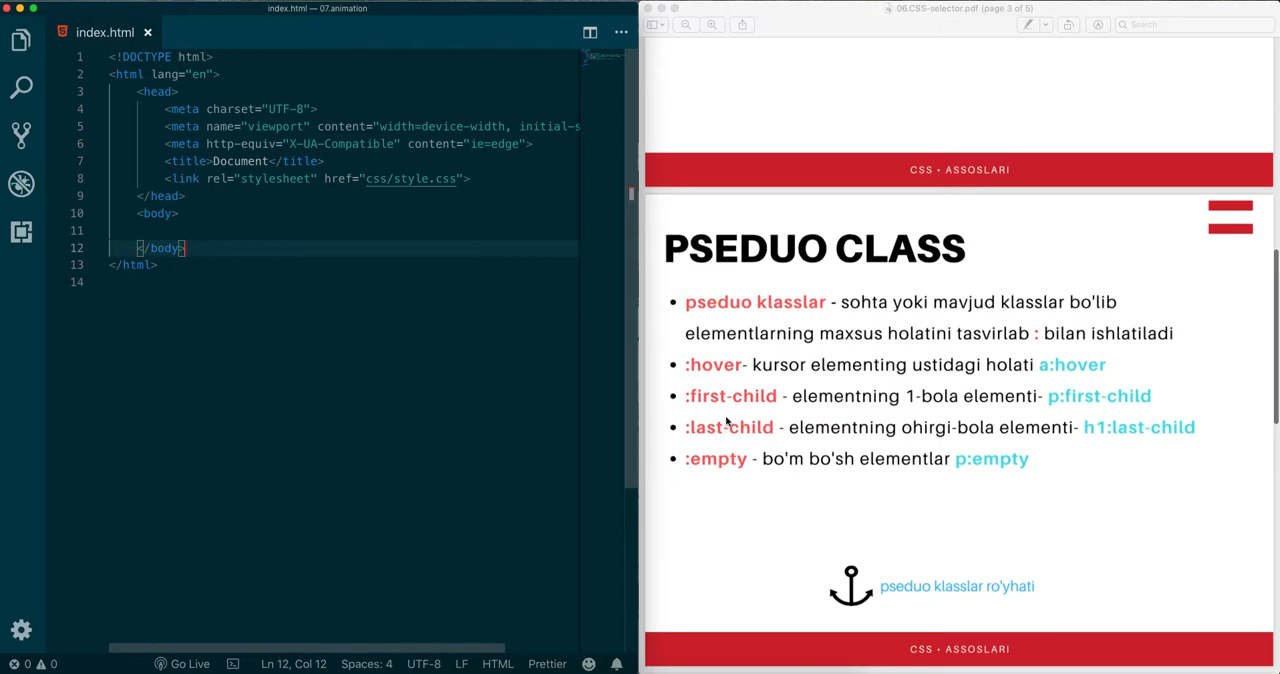 index.html — 07.animation
index.html ×
1 <!DOCTYPE html>
2 <html lang="en">
3 <head>
4 <meta charset="UTF-8">
5 <meta name="viewport" content="width=device-width, initial-s
6 <meta http-equiv="X-UA-Compatible" content="ie=edge">
7 <title>Document</title>
8 <link rel="stylesheet" href="css/style.css">
9 </head>
10 <body>
11
12 </body>
13 </html>
14
0 0 Go Live Ln 12, Col 12 Spaces: 4 UTF-8 LF HTML Prettier
06.CSS-selector.pdf (page 3 of 5)
Search
CSS • ASSOSLARI
PSEDUO CLASS
• pseduo klasslar - sohta yoki mavjud klasslar bo'lib
elementlarning maxsus holatini tasvirlab : bilan ishlatiladi
• :hover- kursor elementing ustidagi holati a:hover
• :first-child - elementning 1-bola elementi- p:first-child
• :last-child - elementning ohirgi-bola elementi- h1:last-child
• :empty - bo'm bo'sh elementlar p:empty
pseduo klasslar ro'yhati
CSS • ASSOSLARI